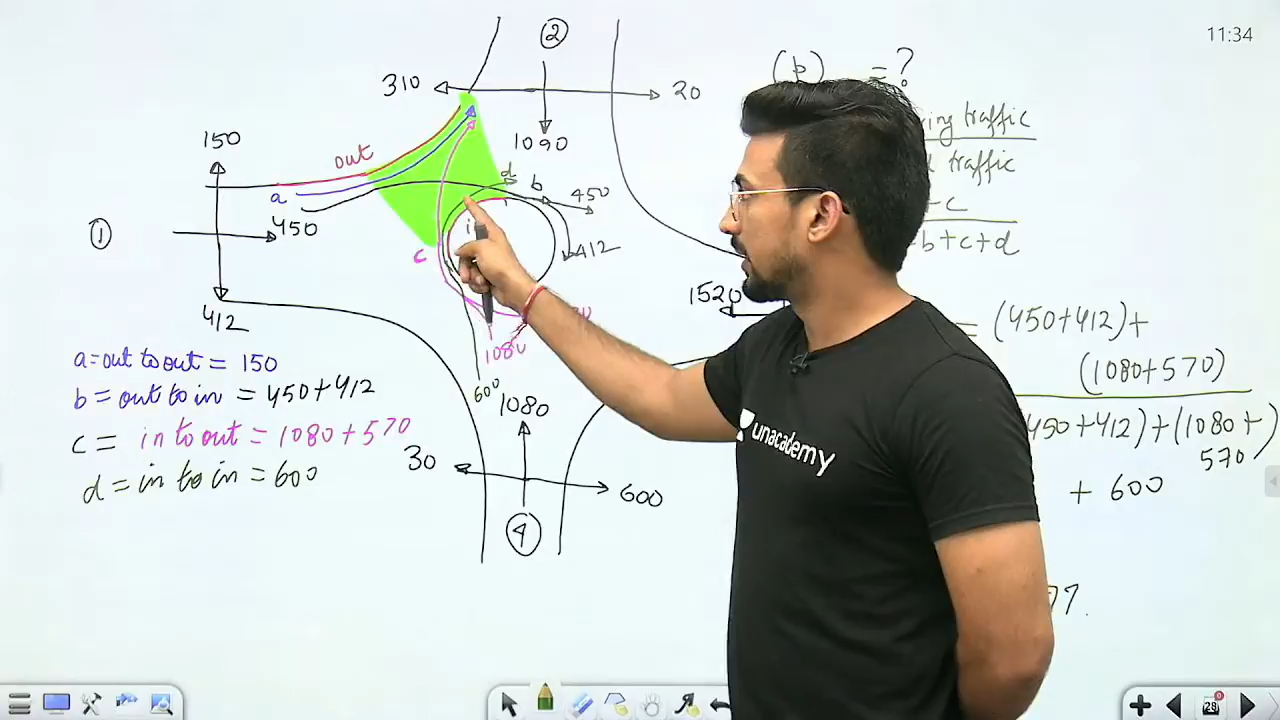 11:34
②
(p) = ?
310
20
ing traffic
150
1090
out
traffic
a
d
b
450
-c
①
450
412
-b+c+d
c
1520
412
= (450+412)+
(1080+570)
a=out to out = 150
1080
b = out to in = 450+412
600
1080
c = in to out = 1080+570
450+412)+(1080+
570)
d = in to in = 600
30
600
+ 600
④
unacademy
28